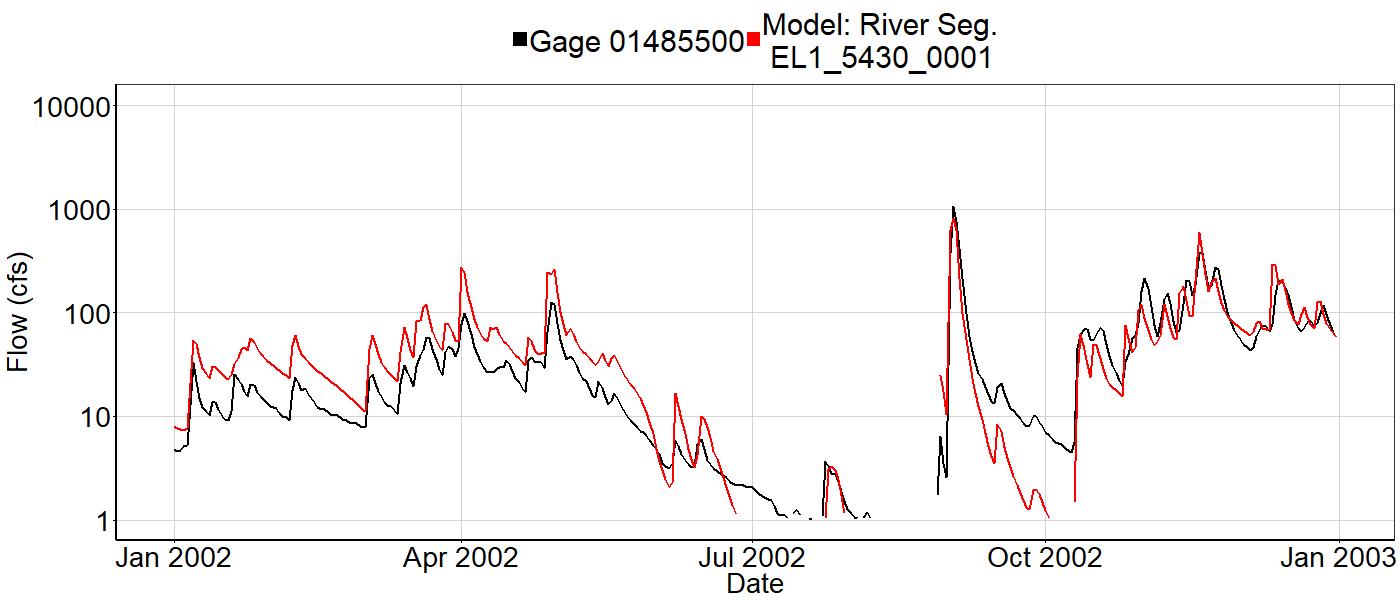 Gage 01485500
Model: River Seg.
EL1_5430_0001
Flow (cfs)
10000
1000
100
10
1
Jan 2002
Apr 2002
Jul 2002
Oct 2002
Jan 2003
Date